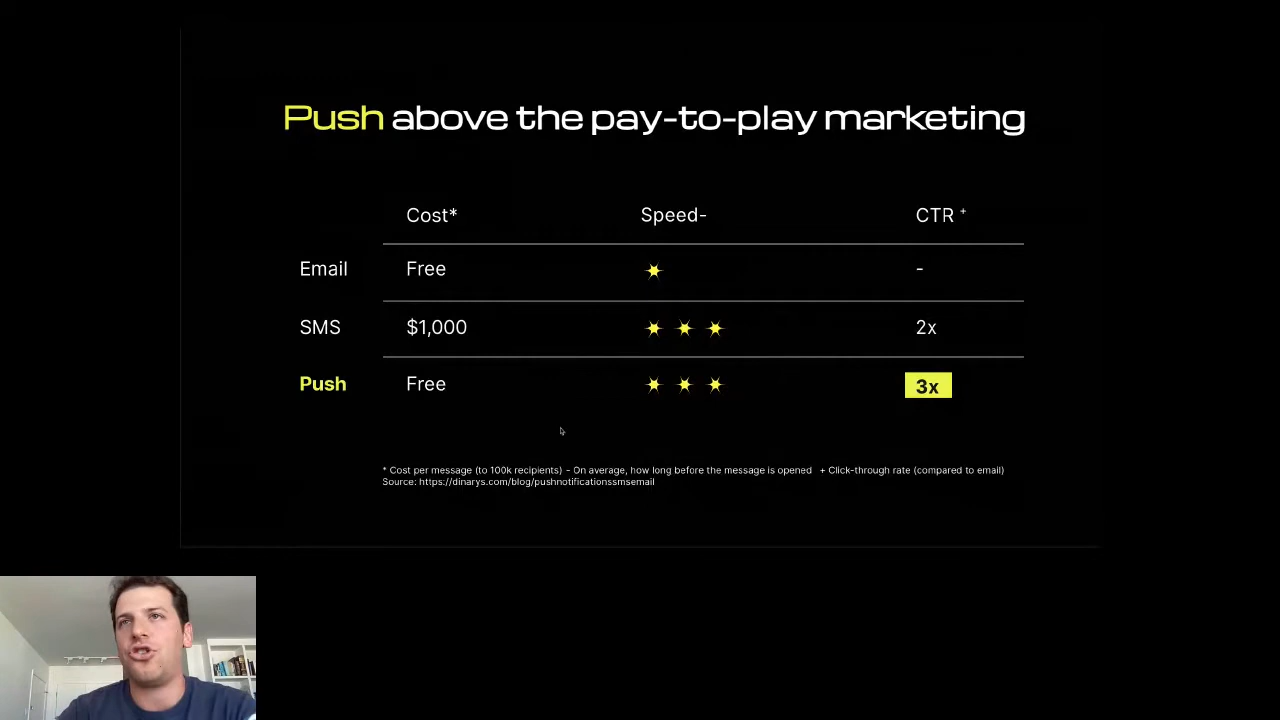 Push above the pay-to-play marketing
Cost* Speed- CTR +
Email Free -
SMS $1,000 2x
Push Free 3x
* Cost per message (to 100k recipients) - On average, how long before the message is opened + Click-through rate (compared to email)
Source: https://dinarys.com/blog/pushnotificationssmsemail